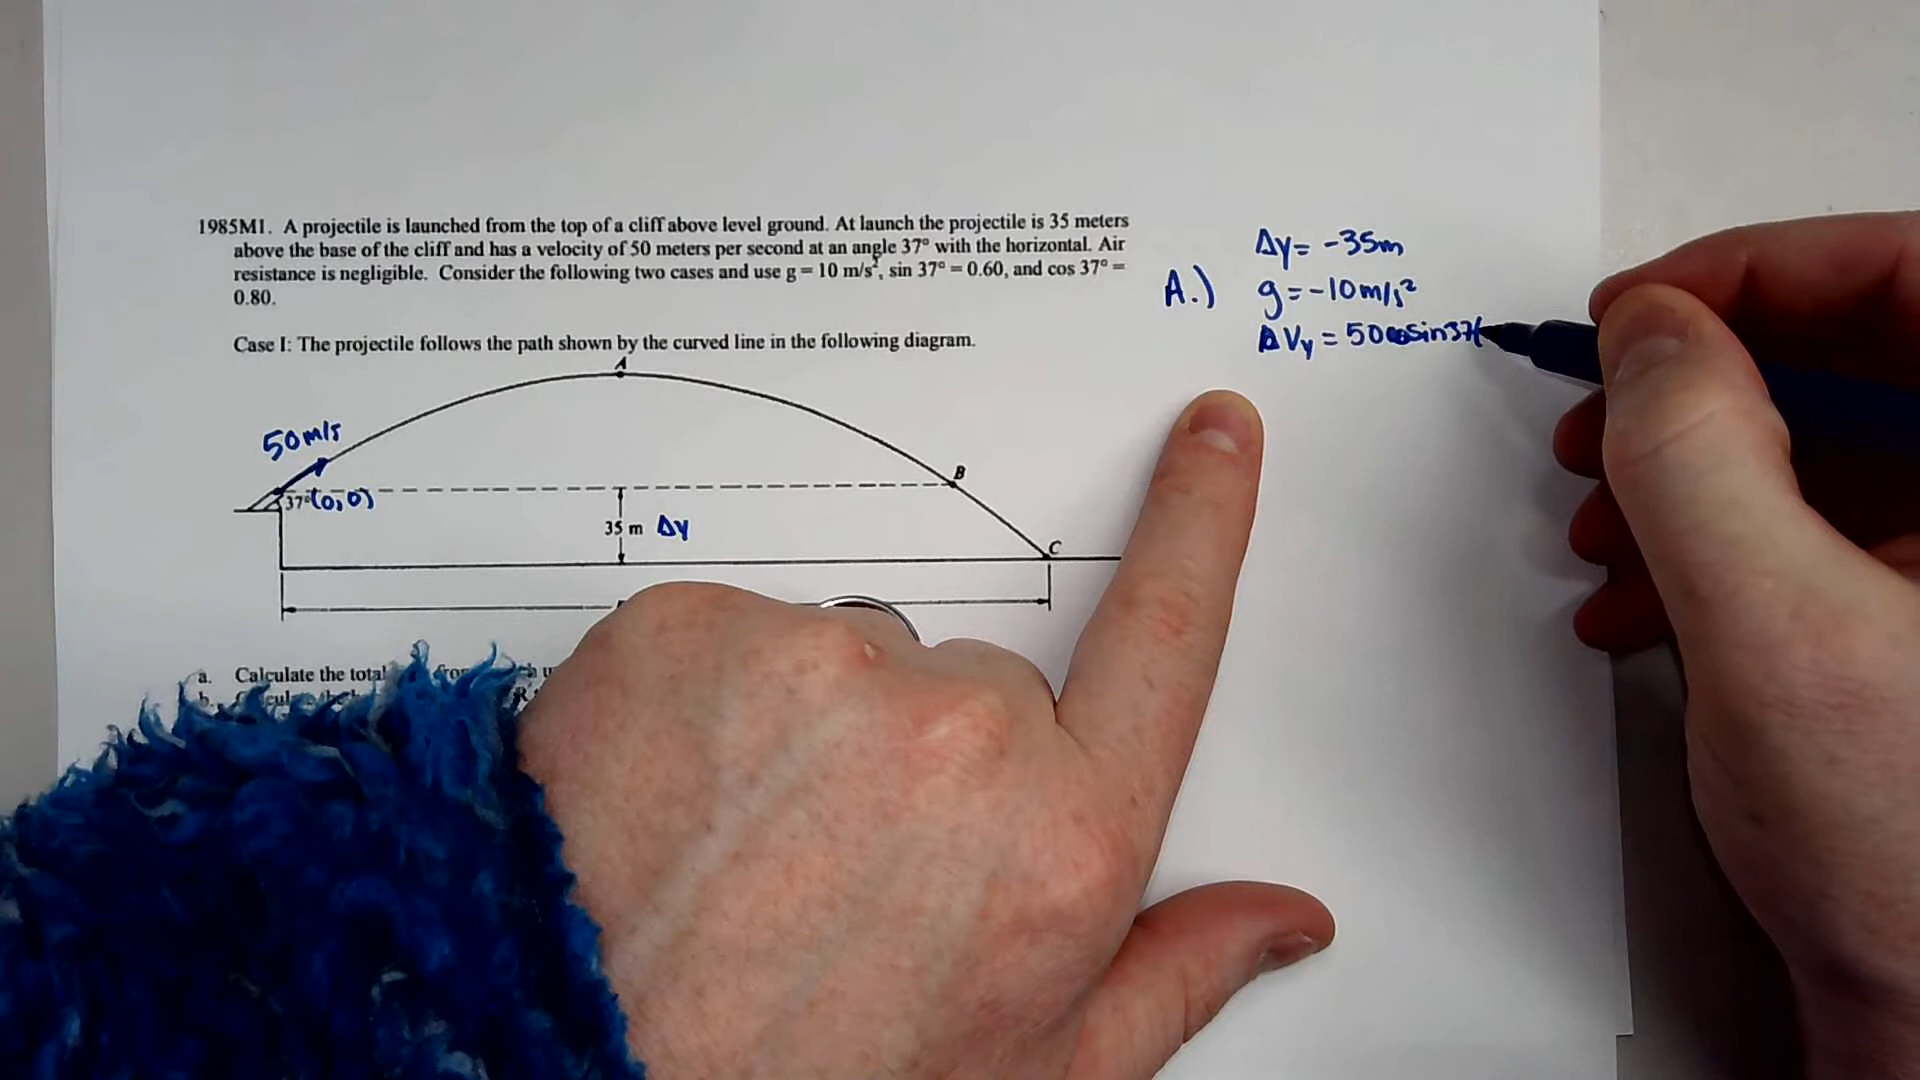 1985M1. A projectile is launched from the top of a cliff above level ground. At launch the projectile is 35 meters
above the base of the cliff and has a velocity of 50 meters per second at an angle 37° with the horizontal. Air
resistance is negligible. Consider the following two cases and use g = 10 m/s², sin 37° = 0.60, and cos 37° =
0.80.
Case I: The projectile follows the path shown by the curved line in the following diagram.
A
50m/s
B
37° (0,0)
35 m Δy
C
a. Calculate the total
b.
A.)
Δy = -35m
g = -10m/s²
ΔVy = 50 sin37